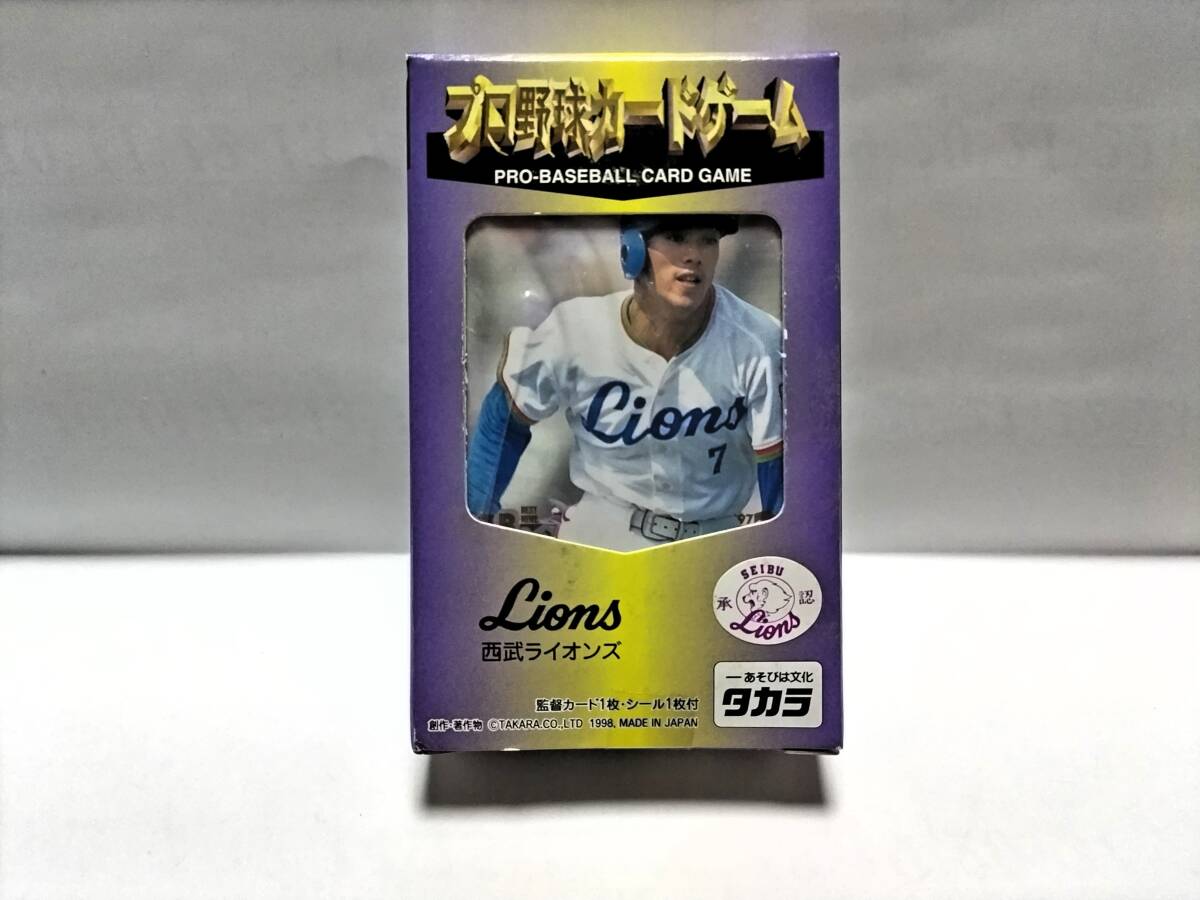 プロ野球カードゲーム
PRO-BASEBALL CARD GAME
Lions
7
'97
Lions
西武ライオンズ
SEIBU
承 認
Lions
監督カード1枚・シール1枚付
創作・著作物 ©TAKARA.CO.,LTD 1998. MADE IN JAPAN
ーあそびは文化
タカラ